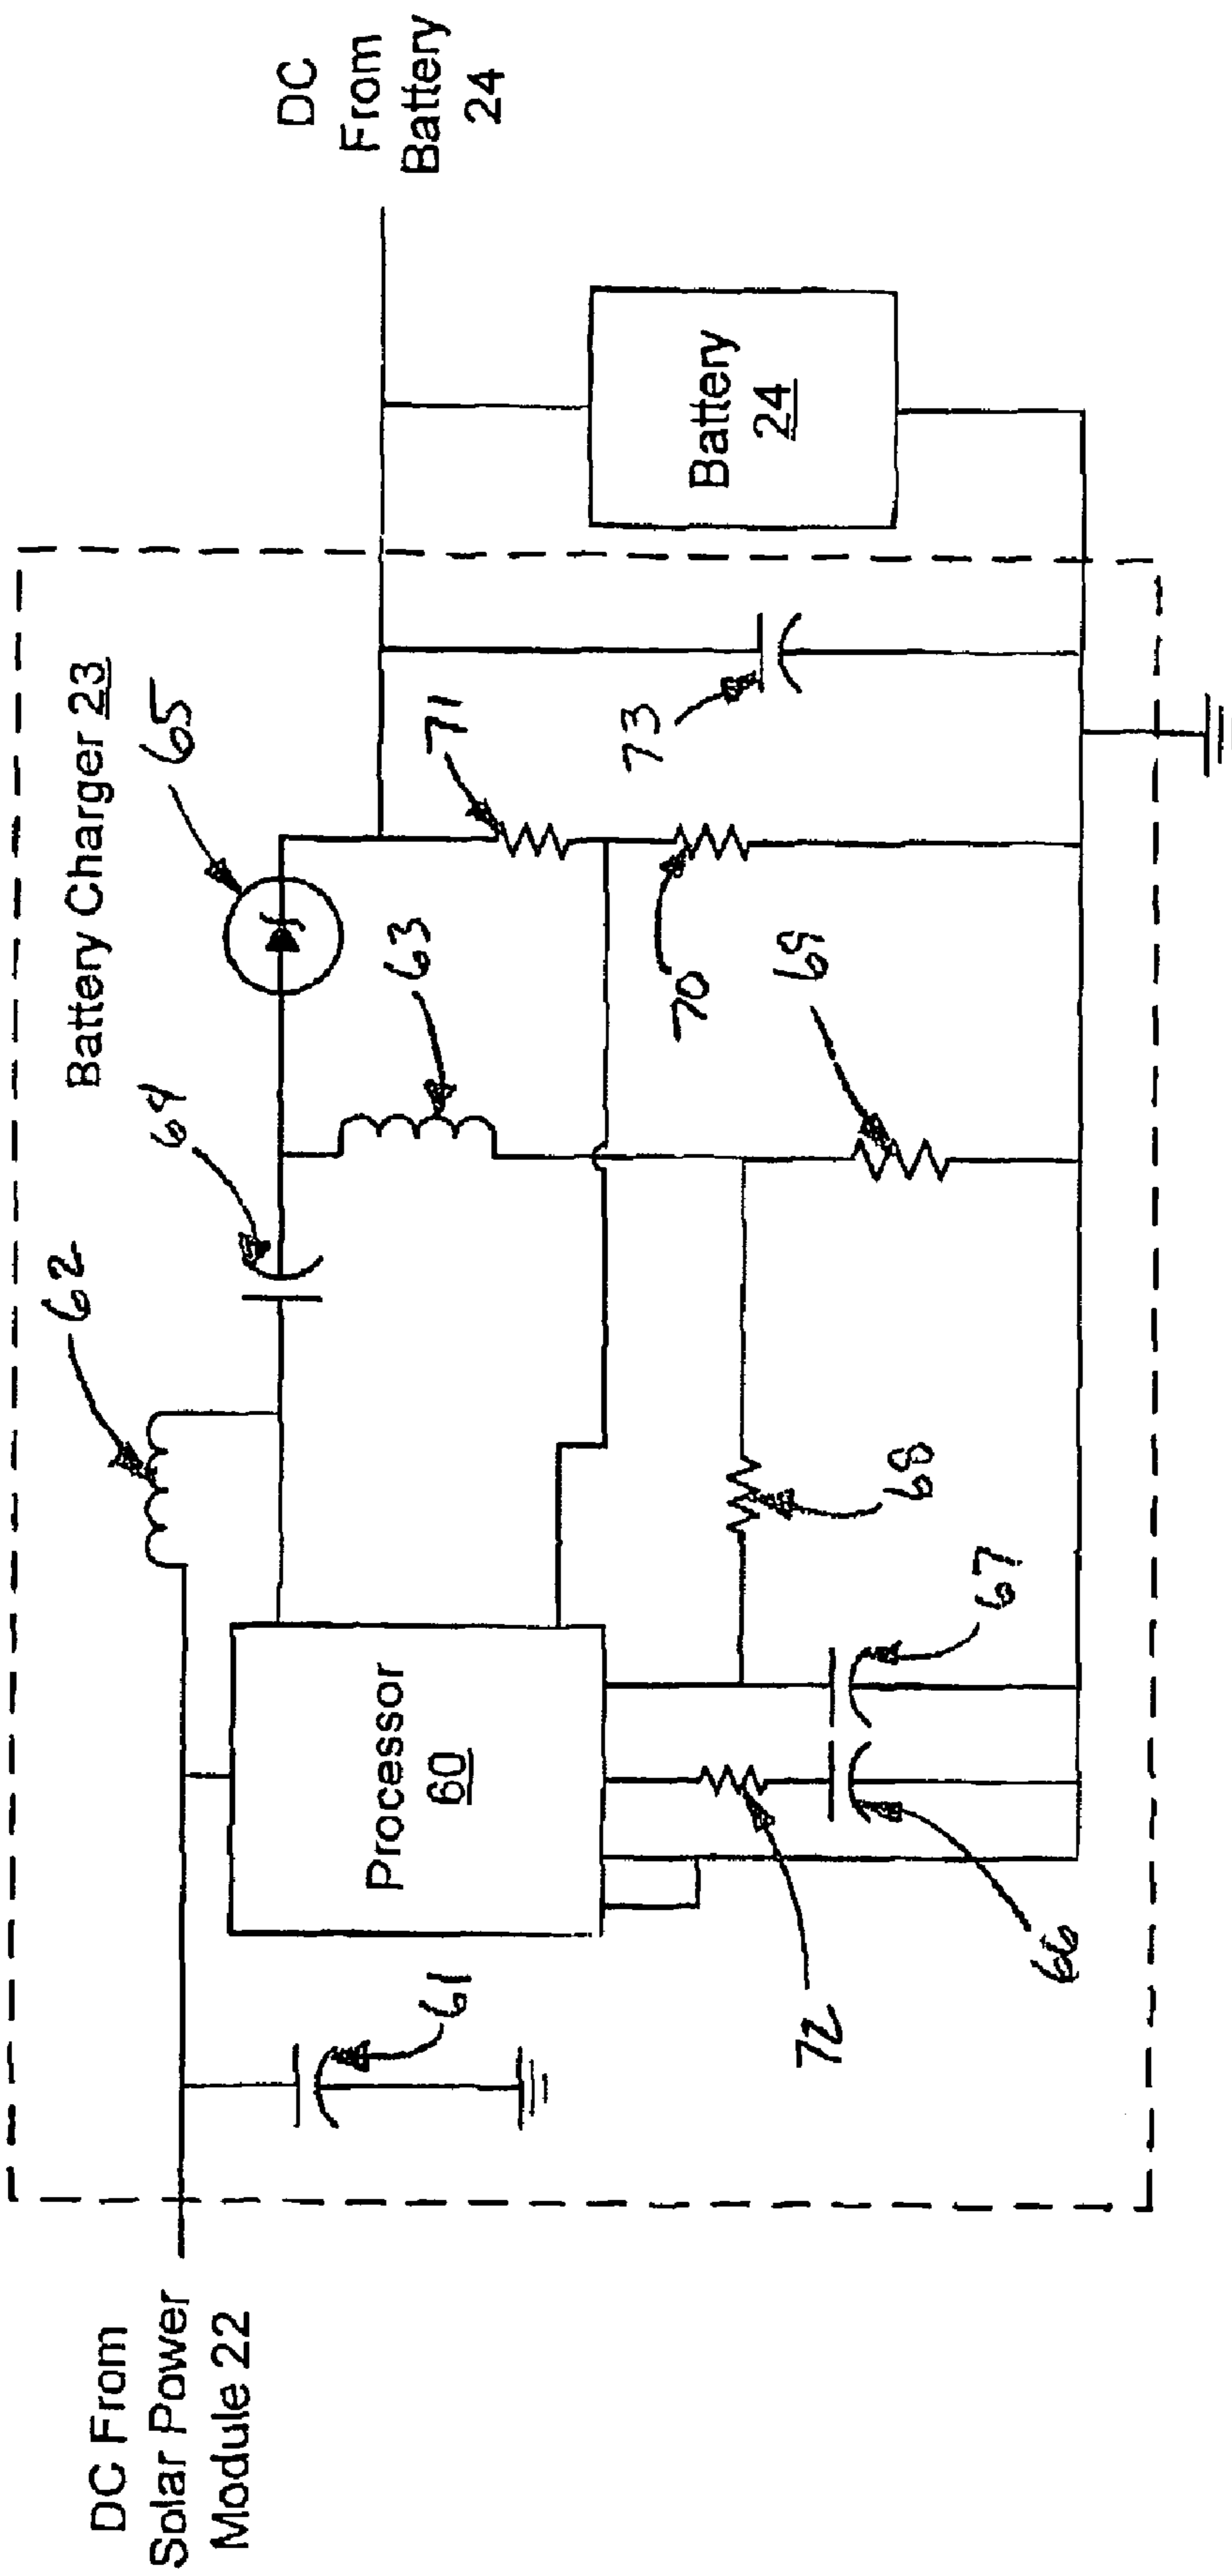 Battery Charger 23
62
64
65
DC From
Solar Power
Module 22
Processor
60
61
63
71
DC
From
Battery
24
Battery
24
73
70
69
68
67
72
66